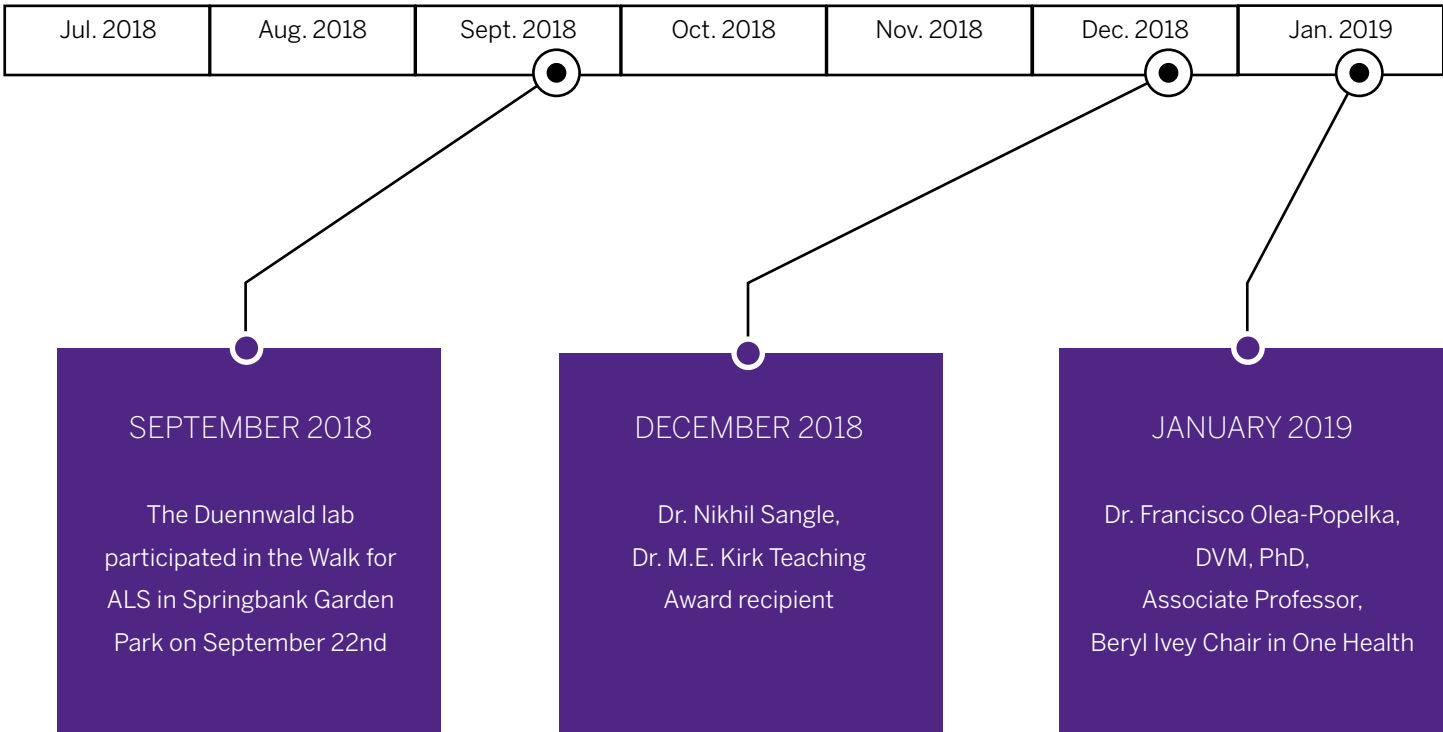 Jul. 2018 Aug. 2018 Sept. 2018 Oct. 2018 Nov. 2018 Dec. 2018 Jan. 2019
SEPTEMBER 2018
The Duennwald lab
participated in the Walk for
ALS in Springbank Garden
Park on September 22nd
DECEMBER 2018
Dr. Nikhil Sangle,
Dr. M.E. Kirk Teaching
Award recipient
JANUARY 2019
Dr. Francisco Olea-Popelka,
DVM, PhD,
Associate Professor,
Beryl Ivey Chair in One Health